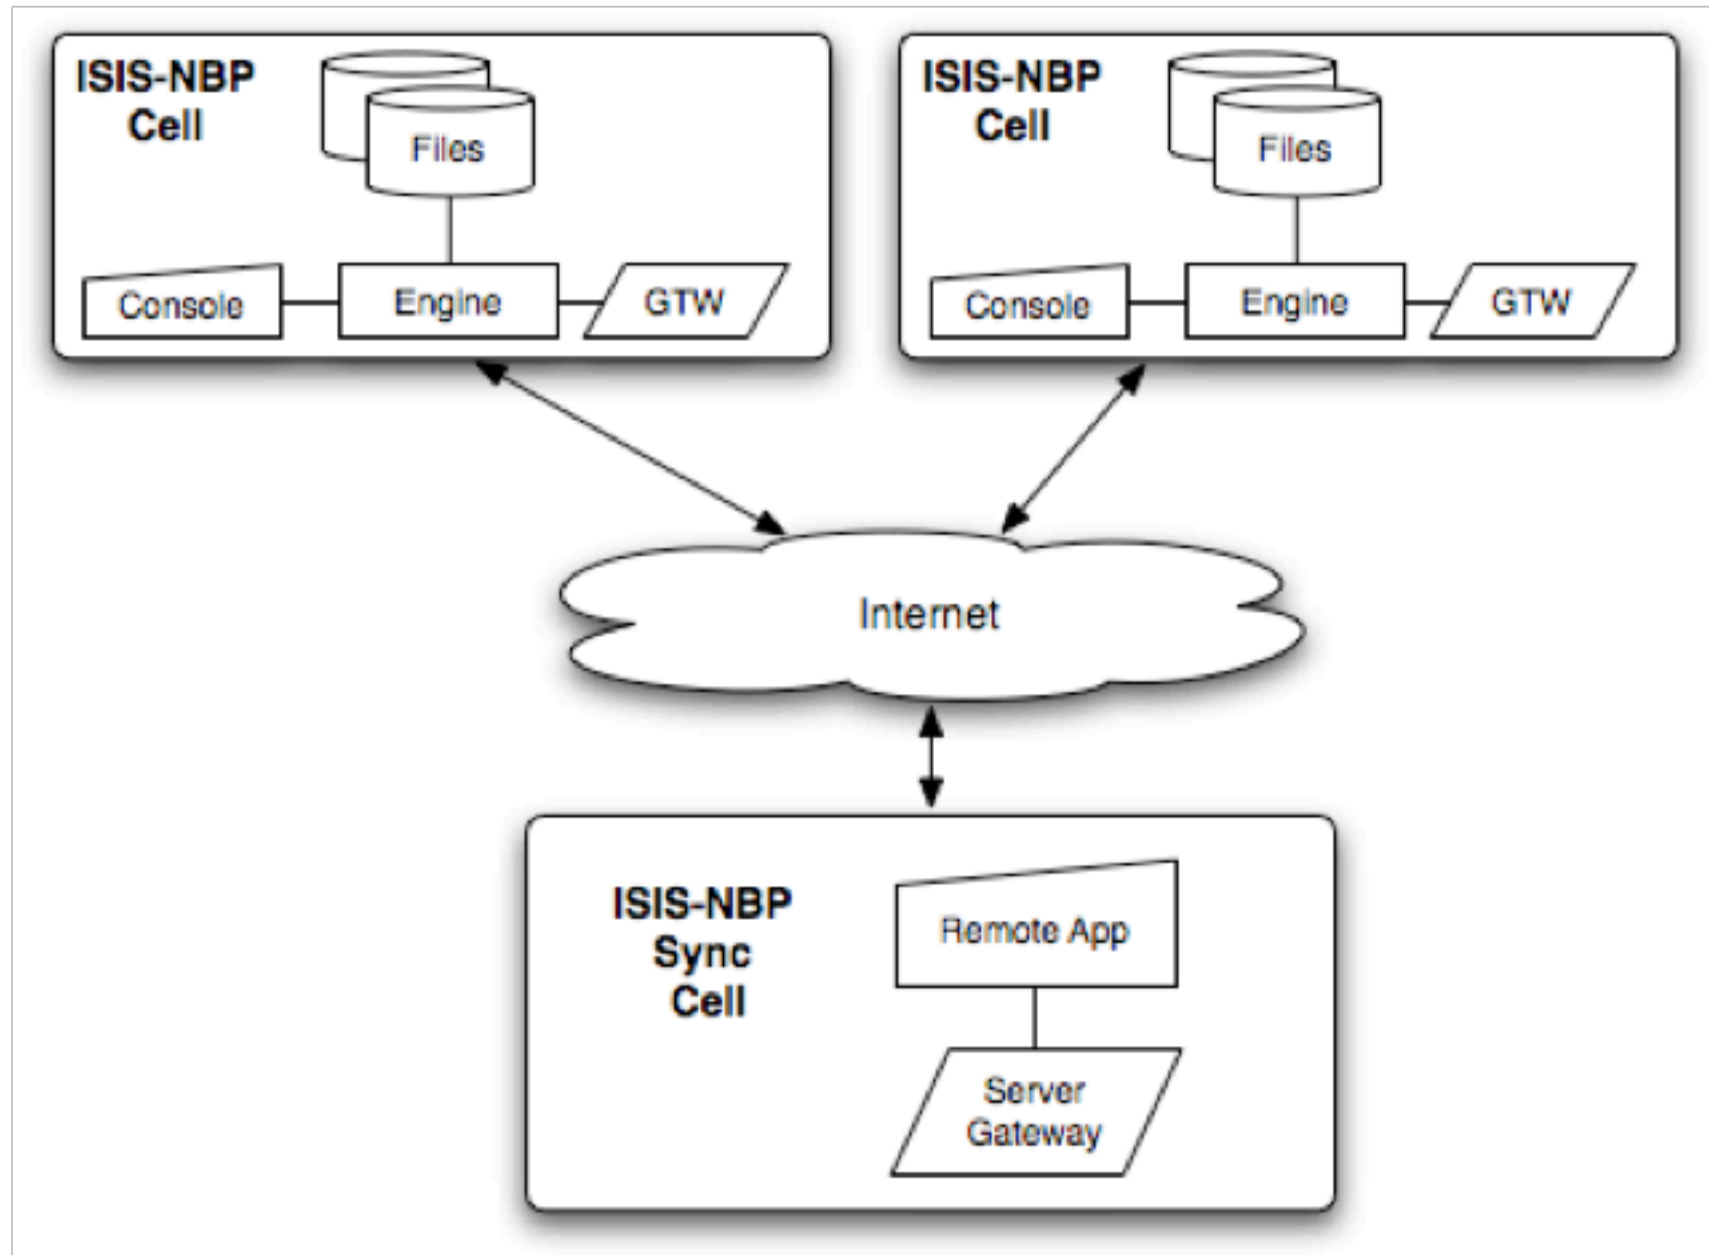 ISIS-NBP
Cell
Files
Console
Engine
GTW
ISIS-NBP
Cell
Files
Console
Engine
GTW
Internet
ISIS-NBP
Sync
Cell
Remote App
Server
Gateway